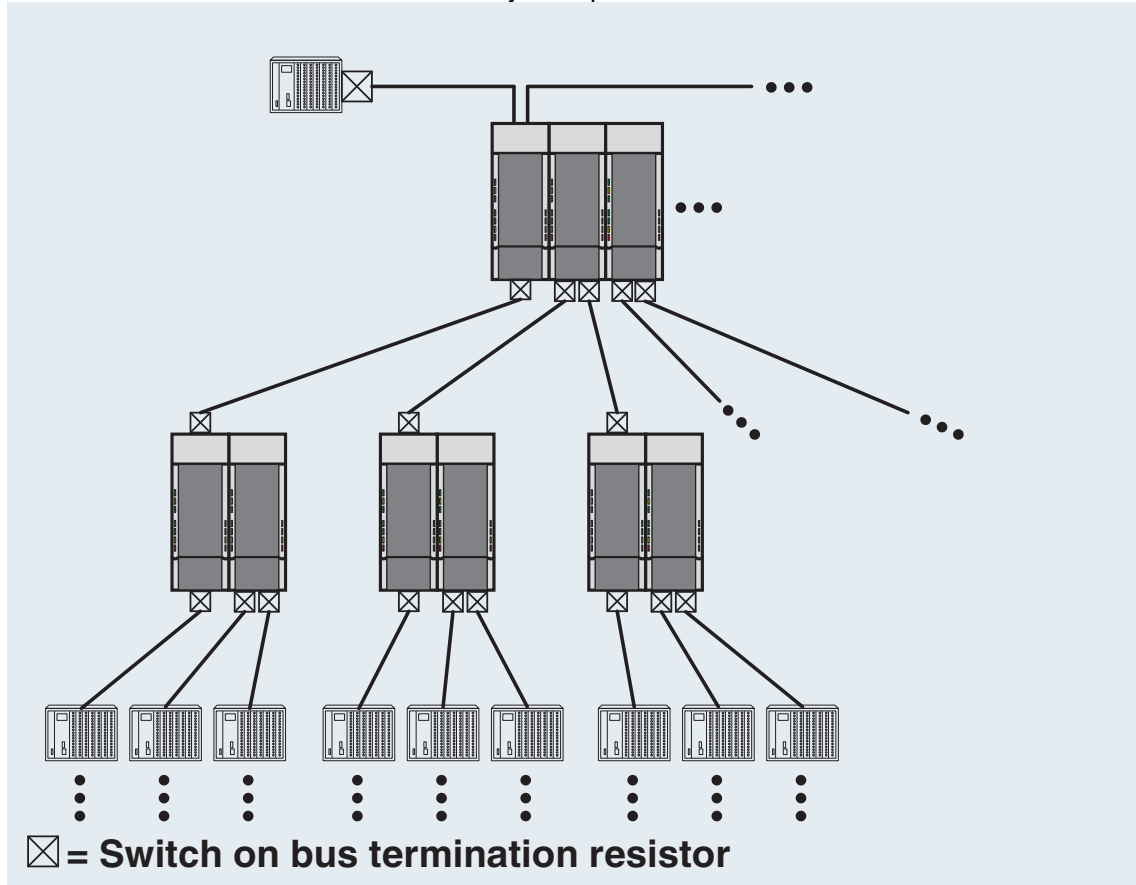 = Switch on bus termination resistor